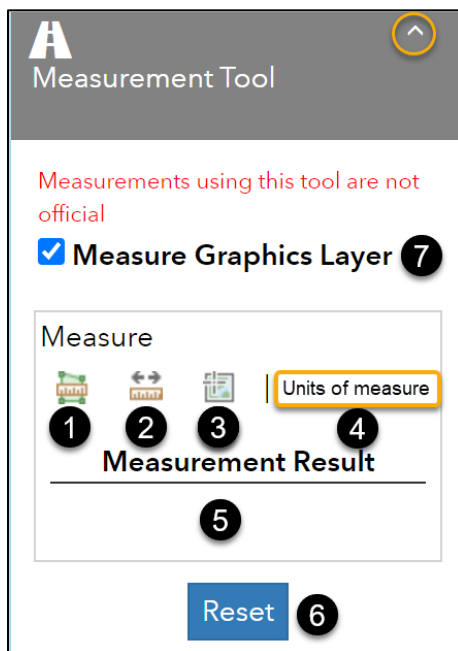 Measurement Tool
Measurements using this tool are not
official
Measure Graphics Layer 7
Measure
Units of measure
1 2 3 4
Measurement Result
5
Reset 6